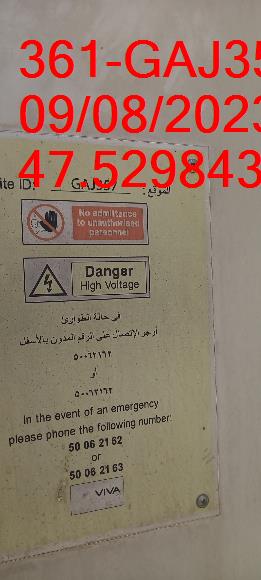 361-GAJ35
09/08/2023
47.529843
ite ID: GAJ357 الموقع:
No admittance
to unauthorised
personnel
Danger
High Voltage
في حالة الطوارئ
أرجو الإتصال على الرقم المدون بالأسفل
٥٠٠٦٢١٦٢
أو
٥٠٠٦٢١٦٣
In the event of an emergency
please phone the following number:
50 06 21 62
or
50 06 21 63
VIVA